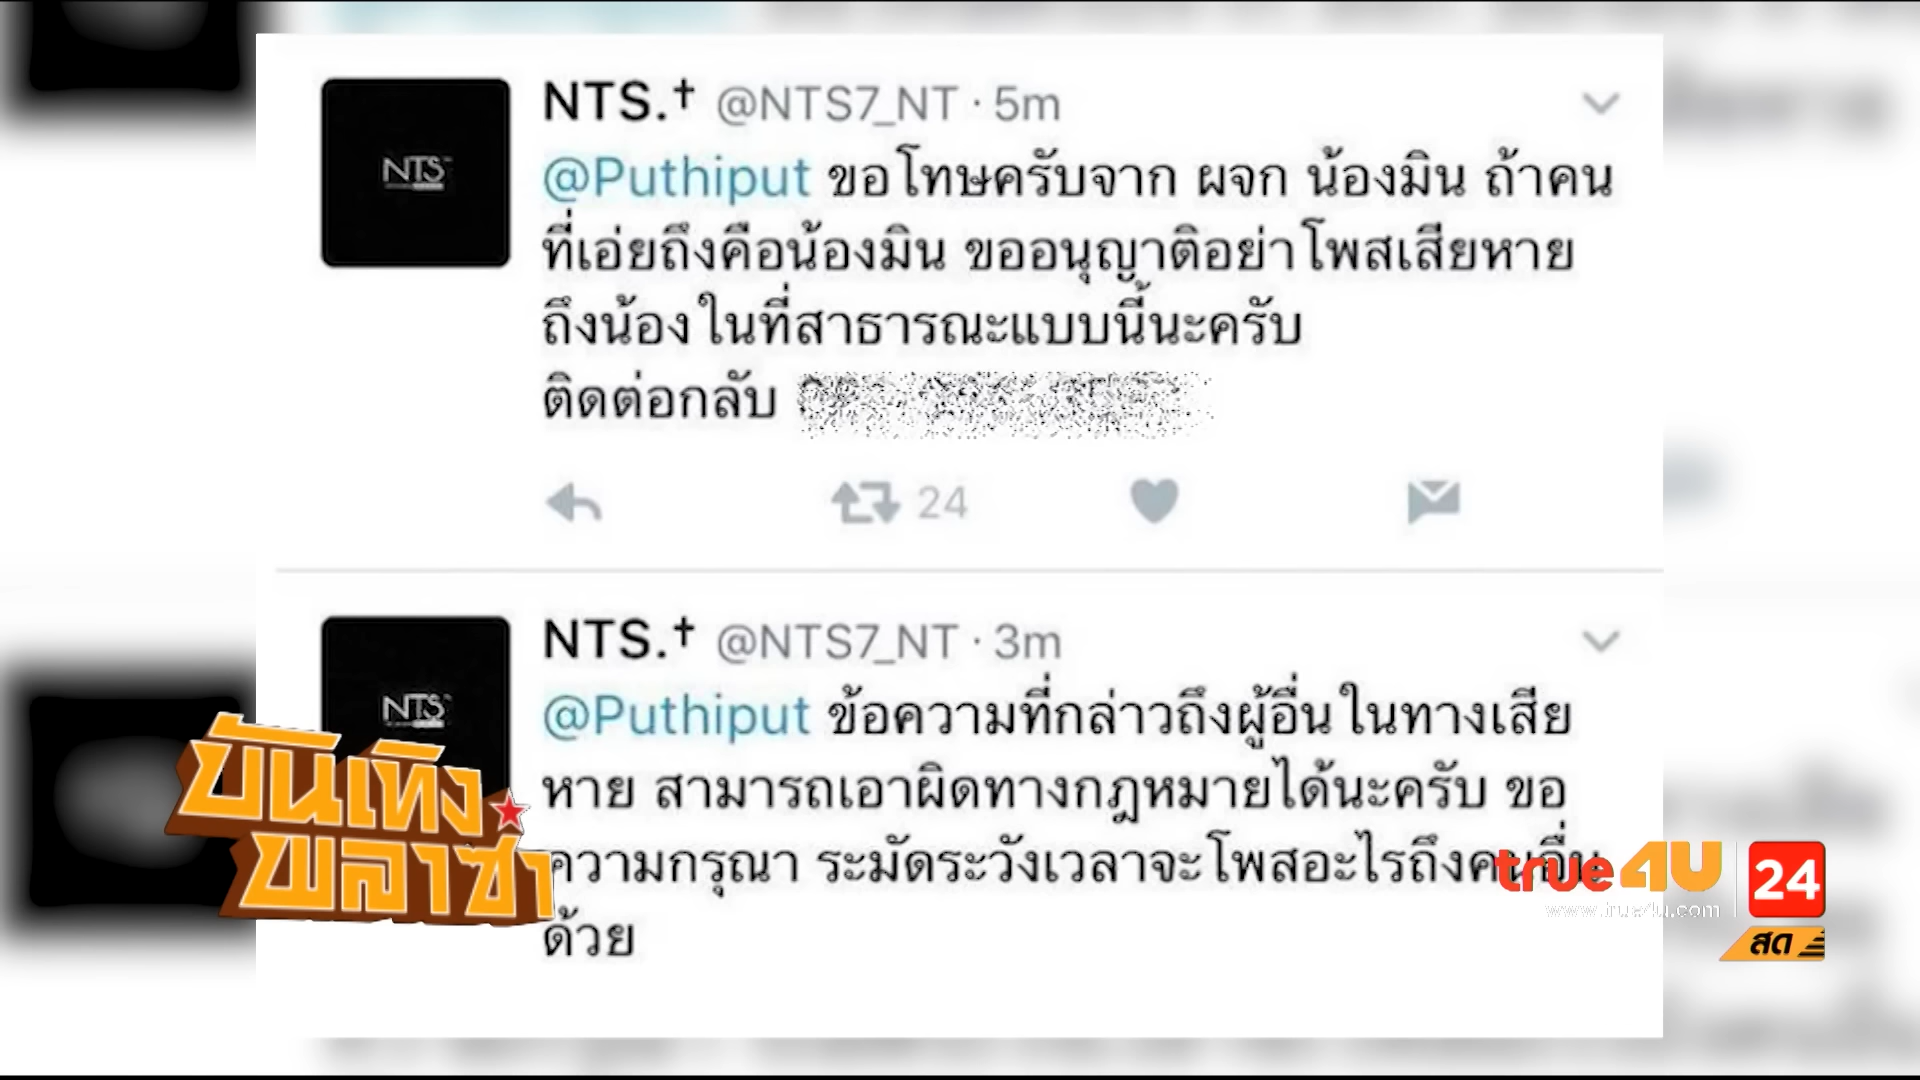 NTS.† @NTS7_NT · 5m
@Puthiput ขอโทษครับจาก ผจก น้องมิน ถ้าคน
ที่เอ่ยถึงคือน้องมิน ขออนุญาติอย่าโพสเสียหาย
ถึงน้องในที่สาธารณะแบบนี้นะครับ
ติดต่อกลับ
24
NTS
NTS.† @NTS7_NT · 3m
@Puthiput ข้อความที่กล่าวถึงผู้อื่นในทางเสีย
หาย สามารถเอาผิดทางกฎหมายได้นะครับ ขอ
ความกรุณา ระมัดระวังเวลาจะโพสอะไรถึงคนอื่น
ด้วย
NTS
บันเทิง
พลาซ่า
true4U 24
www.true4u.com
สด